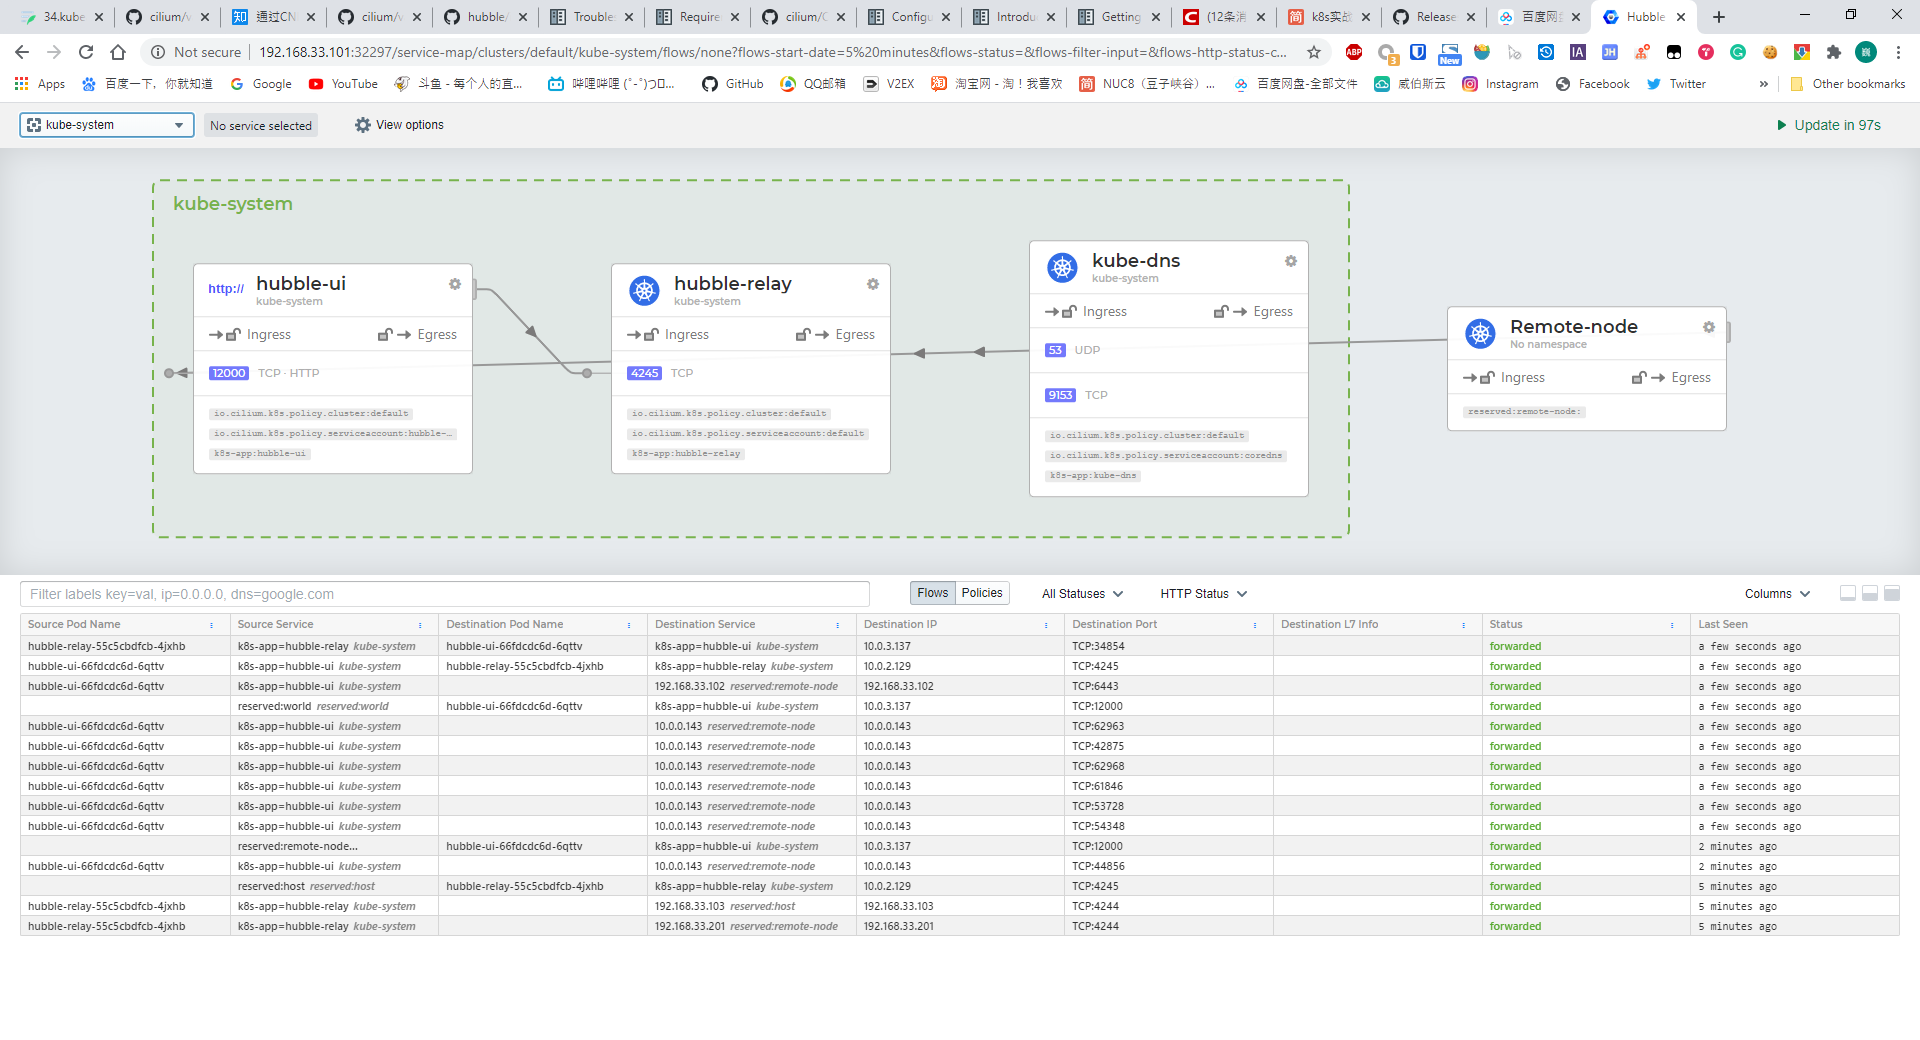 34.kube
cilium/v
通过CN
cilium/v
hubble/
Trouble
Require
cilium/C
Configu
Introdu
Getting
(12条消
k8s实战
Release
百度网盘
Hubble
Not secure
192.168.33.101:32297/service-map/clusters/default/kube-system/flows/none?flows-start-date=5%20minutes&flows-status=&flows-filter-input=&flows-http-status-c...
ABP
3
New
IA
JH
Apps
百度一下，你就知道
Google
YouTube
斗鱼 - 每个人的直...
哔哩哔哩 (゜-゜)つロ...
GitHub
QQ邮箱
V2EX
淘宝网 - 淘！我喜欢
NUC8（豆子峡谷）...
百度网盘-全部文件
威伯斯云
Instagram
Facebook
Twitter
»
Other bookmarks
kube-system
No service selected
View options
Update in 97s
kube-system
http://
hubble-ui
kube-system
Ingress
Egress
12000 TCP · HTTP
io.cilium.k8s.policy.cluster:default
io.cilium.k8s.policy.serviceaccount:hubble-…
k8s-app:hubble-ui
hubble-relay
kube-system
Ingress
Egress
4245 TCP
io.cilium.k8s.policy.cluster:default
io.cilium.k8s.policy.serviceaccount:default
k8s-app:hubble-relay
kube-dns
kube-system
Ingress
Egress
53 UDP
9153 TCP
io.cilium.k8s.policy.cluster:default
io.cilium.k8s.policy.serviceaccount:coredns
k8s-app:kube-dns
Remote-node
No namespace
Ingress
Egress
reserved:remote-node:
Filter labels key=val, ip=0.0.0.0, dns=google.com
Flows
Policies
All Statuses
HTTP Status
Columns
Source Pod Name Source Service Destination Pod Name Destination Service Destination IP Destination Port Destination L7 Info Status Last Seen
hubble-relay-55c5cbdfcb-4jxhb k8s-app=hubble-relay kube-system hubble-ui-66fdcdc6d-6qttv k8s-app=hubble-ui kube-system 10.0.3.137 TCP:34854 forwarded a few seconds ago
hubble-ui-66fdcdc6d-6qttv k8s-app=hubble-ui kube-system hubble-relay-55c5cbdfcb-4jxhb k8s-app=hubble-relay kube-system 10.0.2.129 TCP:4245 forwarded a few seconds ago
hubble-ui-66fdcdc6d-6qttv k8s-app=hubble-ui kube-system 192.168.33.102 reserved:remote-node 192.168.33.102 TCP:6443 forwarded a few seconds ago
reserved:world reserved:world hubble-ui-66fdcdc6d-6qttv k8s-app=hubble-ui kube-system 10.0.3.137 TCP:12000 forwarded a few seconds ago
hubble-ui-66fdcdc6d-6qttv k8s-app=hubble-ui kube-system 10.0.0.143 reserved:remote-node 10.0.0.143 TCP:62963 forwarded a few seconds ago
hubble-ui-66fdcdc6d-6qttv k8s-app=hubble-ui kube-system 10.0.0.143 reserved:remote-node 10.0.0.143 TCP:42875 forwarded a few seconds ago
hubble-ui-66fdcdc6d-6qttv k8s-app=hubble-ui kube-system 10.0.0.143 reserved:remote-node 10.0.0.143 TCP:62968 forwarded a few seconds ago
hubble-ui-66fdcdc6d-6qttv k8s-app=hubble-ui kube-system 10.0.0.143 reserved:remote-node 10.0.0.143 TCP:61846 forwarded a few seconds ago
hubble-ui-66fdcdc6d-6qttv k8s-app=hubble-ui kube-system 10.0.0.143 reserved:remote-node 10.0.0.143 TCP:53728 forwarded a few seconds ago
hubble-ui-66fdcdc6d-6qttv k8s-app=hubble-ui kube-system 10.0.0.143 reserved:remote-node 10.0.0.143 TCP:54348 forwarded a few seconds ago
reserved:remote-node... hubble-ui-66fdcdc6d-6qttv k8s-app=hubble-ui kube-system 10.0.3.137 TCP:12000 forwarded 2 minutes ago
hubble-ui-66fdcdc6d-6qttv k8s-app=hubble-ui kube-system 10.0.0.143 reserved:remote-node 10.0.0.143 TCP:44856 forwarded 2 minutes ago
reserved:host reserved:host hubble-relay-55c5cbdfcb-4jxhb k8s-app=hubble-relay kube-system 10.0.2.129 TCP:4245 forwarded 5 minutes ago
hubble-relay-55c5cbdfcb-4jxhb k8s-app=hubble-relay kube-system 192.168.33.103 reserved:host 192.168.33.103 TCP:4244 forwarded 5 minutes ago
hubble-relay-55c5cbdfcb-4jxhb k8s-app=hubble-relay kube-system 192.168.33.201 reserved:remote-node 192.168.33.201 TCP:4244 forwarded 5 minutes ago